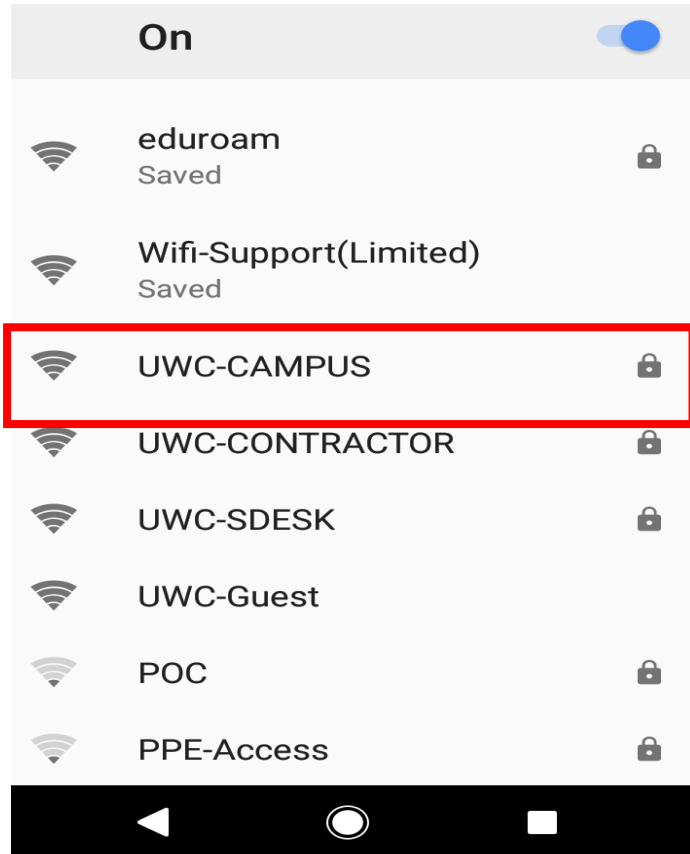 On
eduroam
Saved
Wifi-Support(Limited)
Saved
UWC-CAMPUS
UWC-CONTRACTOR
UWC-SDESK
UWC-Guest
POC
PPE-Access